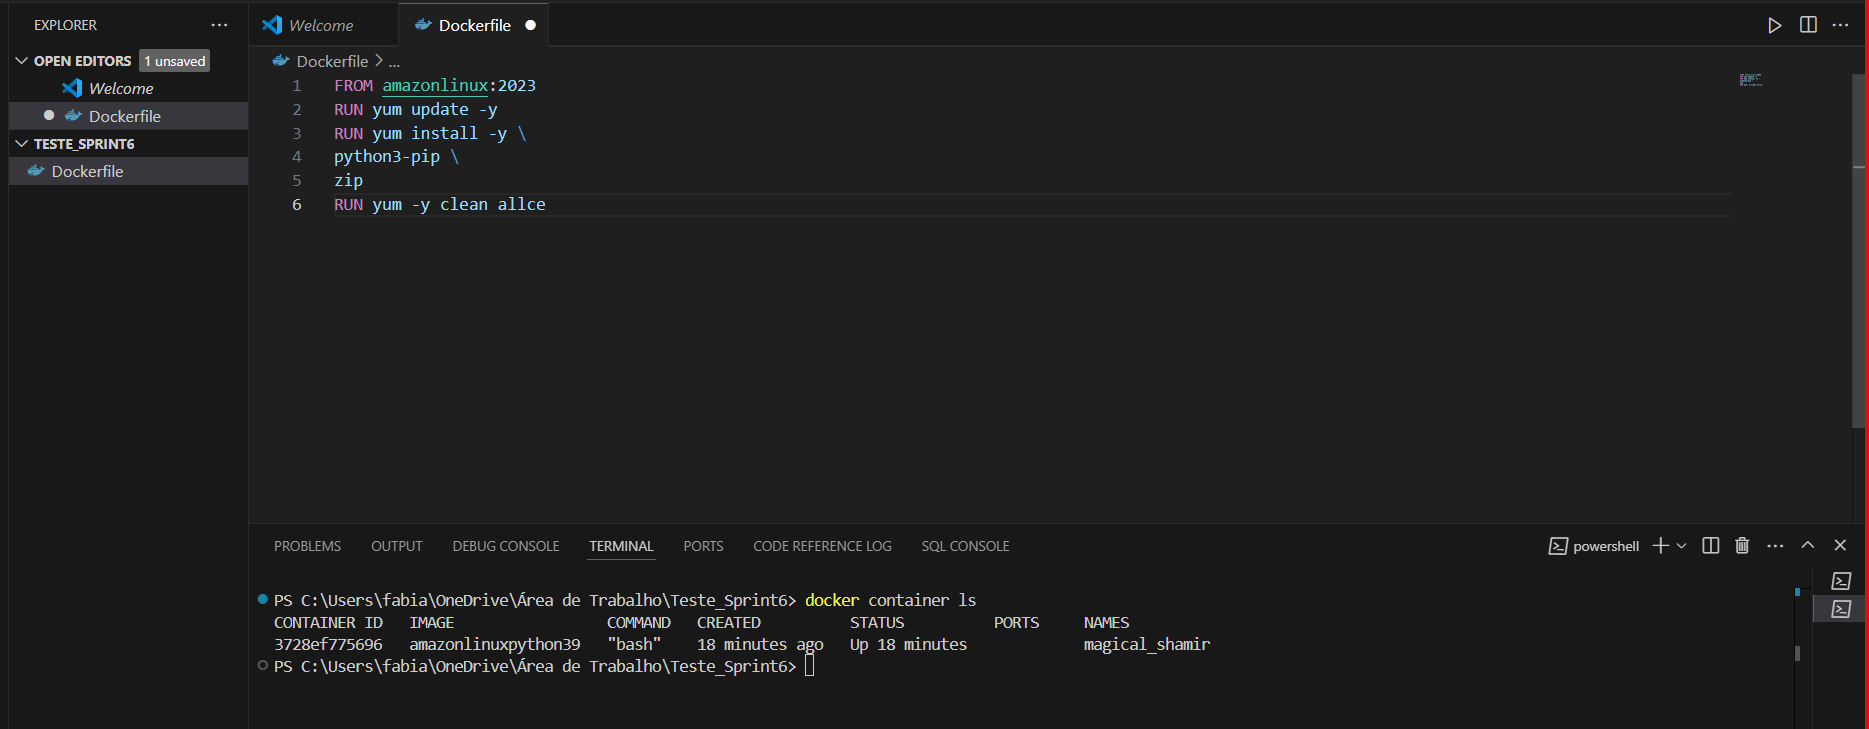 EXPLORER ...
OPEN EDITORS 1 unsaved
Welcome
Dockerfile
TESTE_SPRINT6
Dockerfile
Welcome
Dockerfile
Dockerfile > ...
1 FROM amazonlinux:2023
2 RUN yum update -y
3 RUN yum install -y \
4 python3-pip \
5 zip
6 RUN yum -y clean allce
PROBLEMS OUTPUT DEBUG CONSOLE TERMINAL PORTS CODE REFERENCE LOG SQL CONSOLE powershell
PS C:\Users\fabia\OneDrive\Área de Trabalho\Teste_Sprint6> docker container ls
CONTAINER ID IMAGE COMMAND CREATED STATUS PORTS NAMES
3728ef775696 amazonlinuxpython39 "bash" 18 minutes ago Up 18 minutes magical_shamir
PS C:\Users\fabia\OneDrive\Área de Trabalho\Teste_Sprint6>